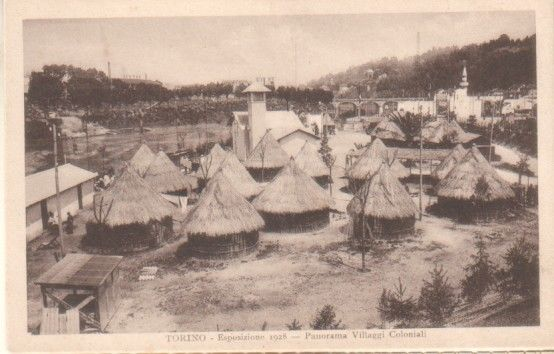 TORINO - Esposizione 1928 — Panorama Villaggi Coloniali